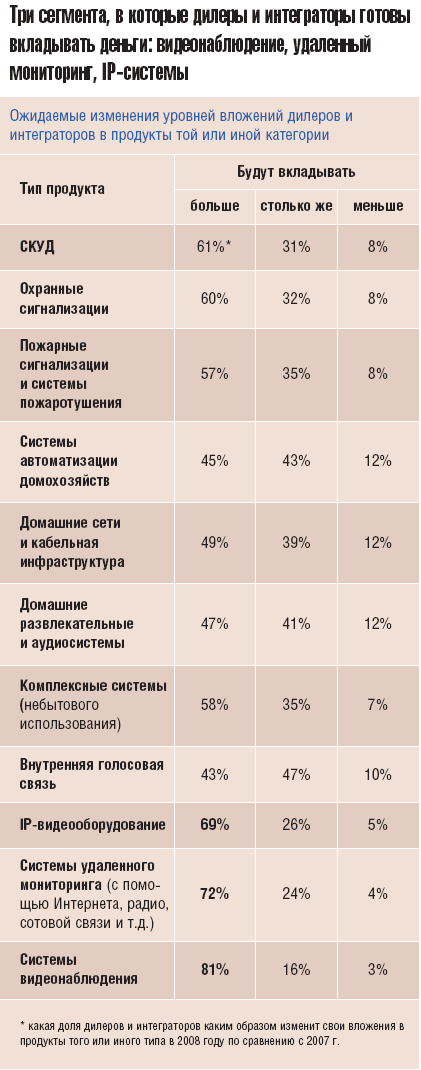 Три сегмента, в которые дилеры и интеграторы готовы
вкладывать деньги: видеонаблюдение, удаленный
мониторинг, IP-системы
Ожидаемые изменения уровней вложений дилеров и
интеграторов в продукты той или иной категории
Тип продукта
Будут вкладывать
больше столько же меньше
СКУД 61%* 31% 8%
Охранные
сигнализации 60% 32% 8%
Пожарные
сигнализации
и системы
пожаротушения 57% 35% 8%
Системы
автоматизации
домохозяйств 45% 43% 12%
Домашние сети
и кабельная
инфраструктура 49% 39% 12%
Домашние
развлекательные
и аудиосистемы 47% 41% 12%
Комплексные системы
(небытового
использования) 58% 35% 7%
Внутренняя голосовая
связь 43% 47% 10%
IP-видеооборудование 69% 26% 5%
Системы удаленного
мониторинга (с помо-
щью Интернета, радио,
сотовой связи и т.д.) 72% 24% 4%
Системы
видеонаблюдения 81% 16% 3%
* какая доля дилеров и интеграторов каким образом изменит свои вложения в
продукты того или иного типа в 2008 году по сравнению с 2007 г.